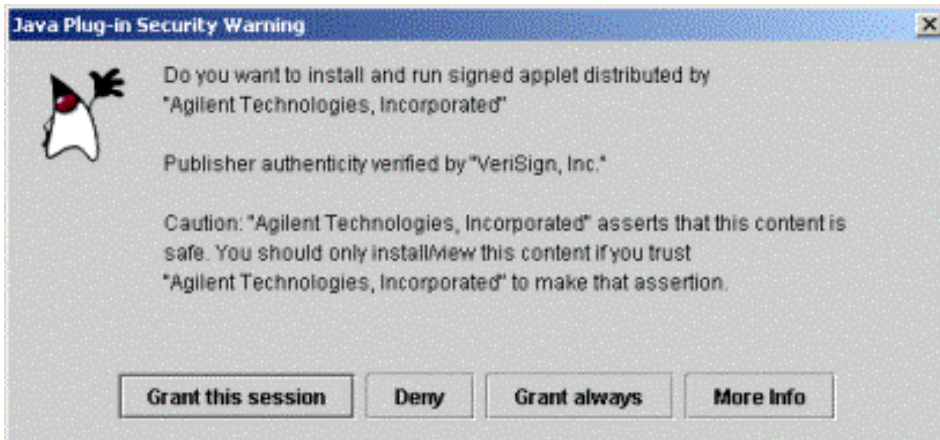 Java Plug-in Security Warning
Do you want to install and run signed applet distributed by
"Agilent Technologies, Incorporated"
Publisher authenticity verified by "VeriSign, Inc."
Caution: "Agilent Technologies, Incorporated" asserts that this content is
safe. You should only install/view this content if you trust
"Agilent Technologies, Incorporated" to make that assertion.
Grant this session Deny Grant always More Info